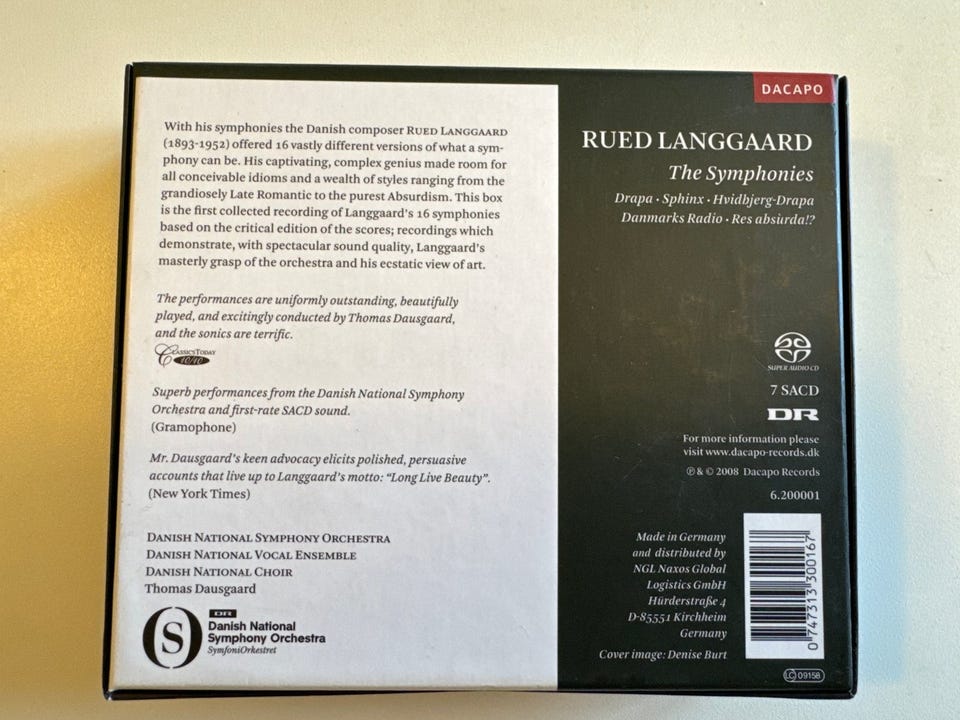 With his symphonies the Danish composer RUED LANGGAARD
(1893-1952) offered 16 vastly different versions of what a sym-
phony can be. His captivating, complex genius made room for
all conceivable idioms and a wealth of styles ranging from the
grandiosely Late Romantic to the purest Absurdism. This box
is the first collected recording of Langgaard's 16 symphonies
based on the critical edition of the scores; recordings which
demonstrate, with spectacular sound quality, Langgaard's
masterly grasp of the orchestra and his ecstatic view of art.
The performances are uniformly outstanding, beautifully
played, and excitingly conducted by Thomas Dausgaard,
and the sonics are terrific.
CLASSICSTODAY
10/10
Superb performances from the Danish National Symphony
Orchestra and first-rate SACD sound.
(Gramophone)
Mr. Dausgaard's keen advocacy elicits polished, persuasive
accounts that live up to Langgaard's motto: "Long Live Beauty".
(New York Times)
DANISH NATIONAL SYMPHONY ORCHESTRA
DANISH NATIONAL VOCAL ENSEMBLE
DANISH NATIONAL CHOIR
Thomas Dausgaard
S
DR
Danish National
Symphony Orchestra
SymfoniOrkestret
DACAPO
RUED LANGGAARD
The Symphonies
Drapa · Sphinx · Hvidbjerg-Drapa
Danmarks Radio · Res absùrda!?
SUPER AUDIO CD
7 SACD
DR
For more information please
visit www.dacapo-records.dk
℗ & © 2008 Dacapo Records
6.200001
Made in Germany
and distributed by
NGL Naxos Global
Logistics GmbH
Hürderstraße 4
D-85551 Kirchheim
Germany
Cover image: Denise Burt
0 747313 300167
LC 09158